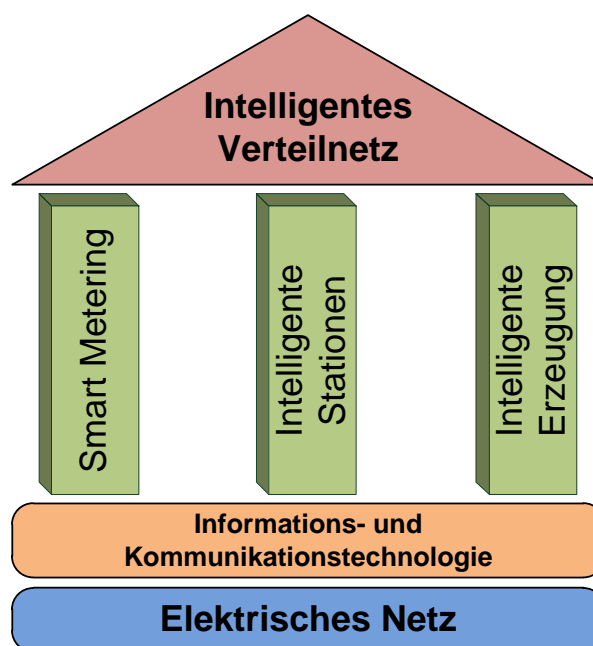 Intelligentes
Verteilnetz
Smart Metering
Intelligente
Stationen
Intelligente
Erzeugung
Informations- und
Kommunikationstechnologie
Elektrisches Netz